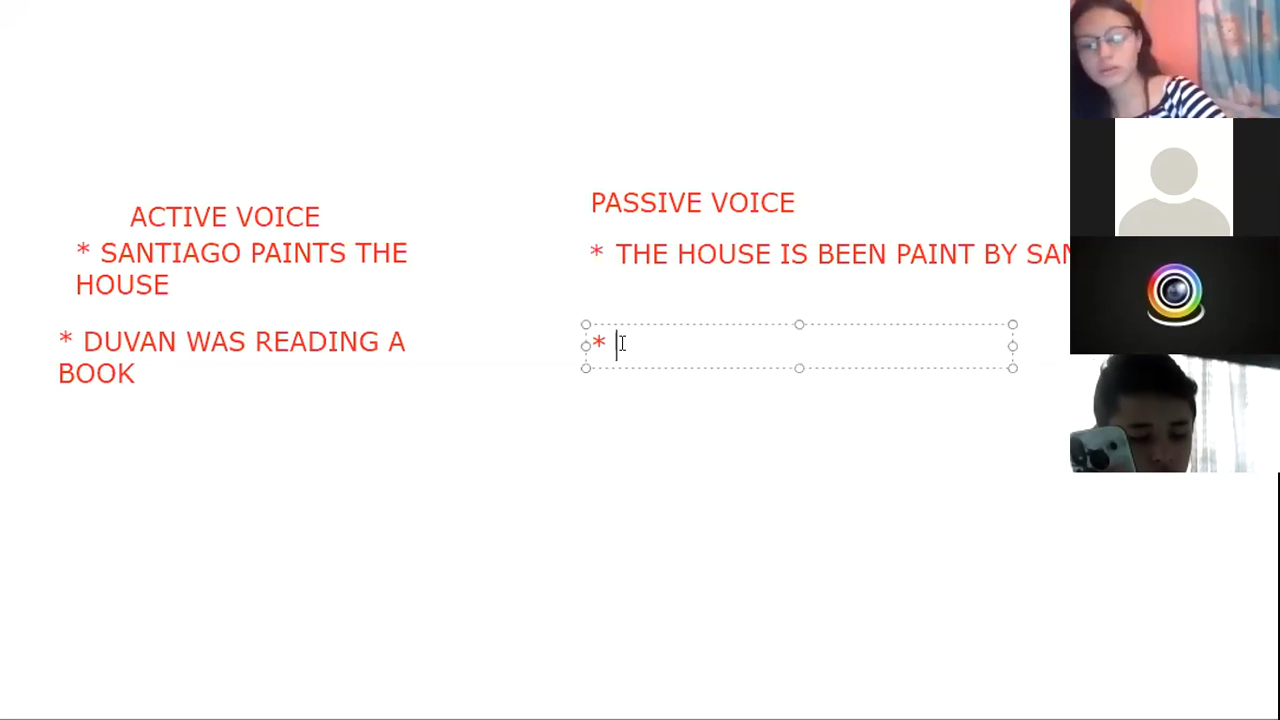 ACTIVE VOICE
* SANTIAGO PAINTS THE
HOUSE
* DUVAN WAS READING A
BOOK
PASSIVE VOICE
* THE HOUSE IS BEEN PAINT BY
*